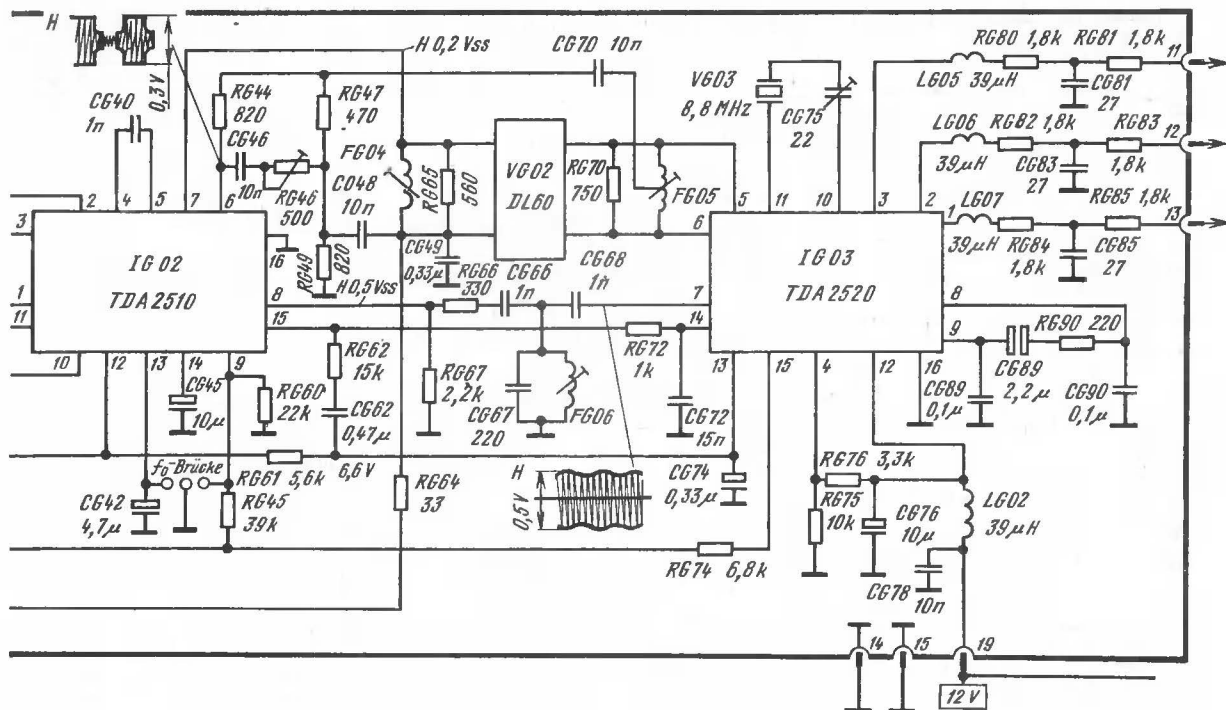 H
0,3 V
CG40
1n
RG44
820
CG46
10n
RG46
500
RG47
470
H 0,2 Vss
CG70 10n
FG04
C048
10n
RG65
560
VG02
DL60
RG70
750
FG05
VG03
8,8 MHz
CG75
22
RG80 1,8k
RG81 1,8k
11
LG05 39μH
CG81
27
LG06
39μH
RG82 1,8k
RG83
1,8k
12
CG83
27
LG07
39μH
RG84
1,8k
RG85 1,8k
13
CG85
27
2 4 5 7 6
3
1
11
16
8
15
10 12 13 14 9
IG02
TDA2510
RG49
820
H 0,5 Vss
CG49
0,33μ
RG66
330
CG66
1n
CG68
1n
5 11 10 3 2
1
6
7
14
8
9
13 15 4 12 16
IG03
TDA2520
RG62
15k
CG62
0,47μ
RG67
2,2k
CG67
220
FG06
RG72
1k
CG72
15n
CG45
10μ
RG60
22k
f0-Brücke
RG61 5,6k
6,6V
CG42
4,7μ
RG45
39k
RG64
33
H
0,5 V
CG74
0,33μ
RG74 6,8k
RG76 3,3k
RG75
10k
CG76
10μ
LG02
39μH
CG78
10n
CG89
0,1μ
CG89
2,2μ
RG90 220
CG90
0,1μ
14 15 19
12 V